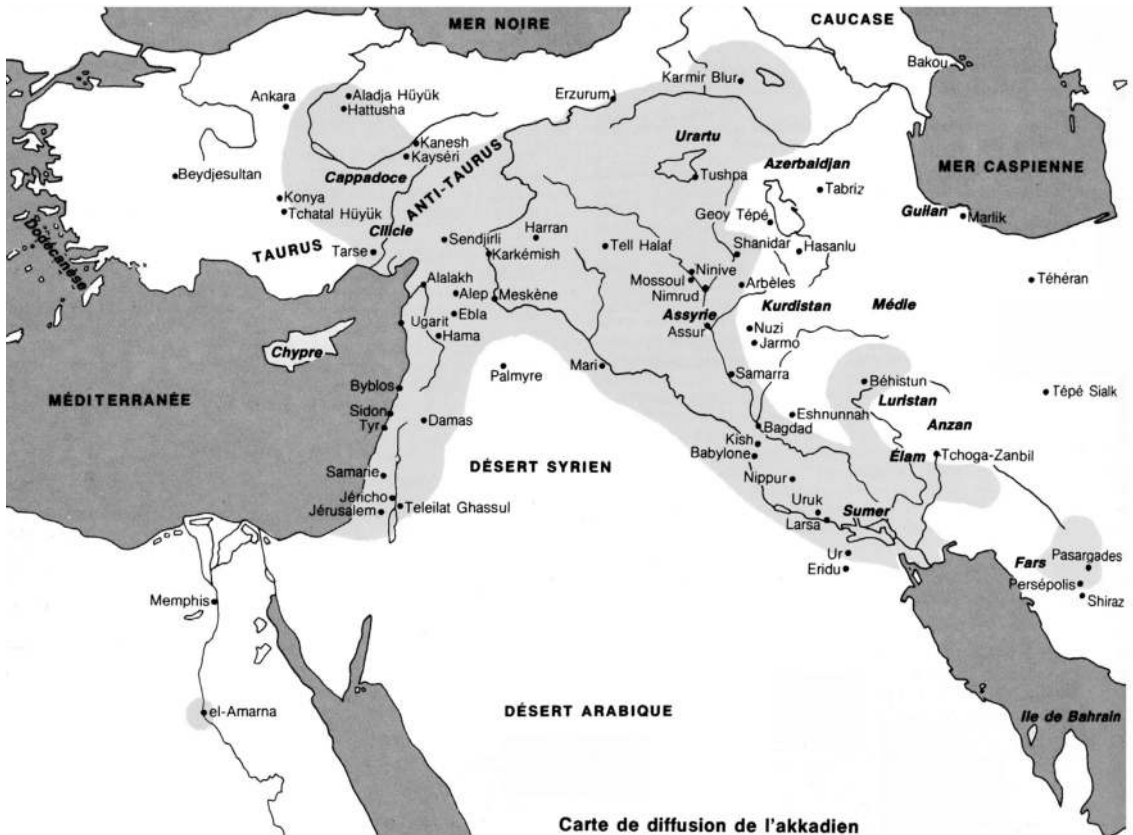 MER NOIRE
CAUCASE
Bakou
Karmir Blur
Ankara
Aladja Hüyük
Hattusha
Erzurum
Kanesh
Kayséri
Urartu
Azerbaïdjan
MER CASPIENNE
Beydjesultan
Cappadoce
ANTI-TAURUS
Tushpa
Tabriz
Konya
Tchatal Hüyük
Geoy Tépé
Guilan
Marlik
Dodécanèse
TAURUS
Cilicie
Tarse
Sendjirli
Harran
Karkémish
Tell Halaf
Shanidar
Hasanlu
Ninive
Mossoul
Nimrud
Arbèles
Téhéran
Alalakh
Alep
Meskène
Kurdistan
Médie
Ebla
Ugarit
Hama
Assyrie
Assur
Nuzi
Jarmo
Chypre
Palmyre
Mari
Samarra
Béhistun
Byblos
MÉDITERRANÉE
Luristan
Tépé Sialk
Sidon
Tyr
Damas
Eshnunnah
Bagdad
Anzan
Kish
Babylone
Élam
Tchoga-Zanbil
DÉSERT SYRIEN
Samarie
Nippur
Jéricho
Jérusalem
Teleilat Ghassul
Uruk
Larsa
Sumer
Ur
Eridu
Fars
Pasargades
Persépolis
Shiraz
Memphis
el-Amarna
DÉSERT ARABIQUE
Ile de Bahrain
Carte de diffusion de l'akkadien